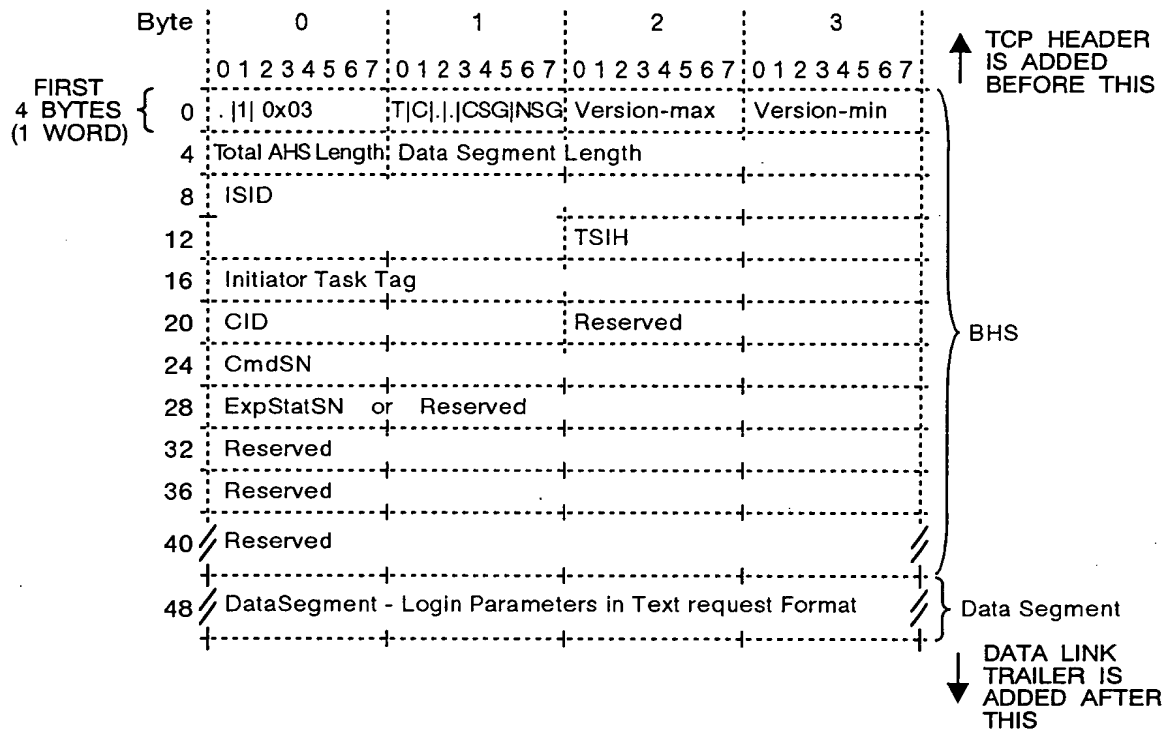 Byte 0 1 2 3
0 1 2 3 4 5 6 7 0 1 2 3 4 5 6 7 0 1 2 3 4 5 6 7 0 1 2 3 4 5 6 7
TCP HEADER
IS ADDED
BEFORE THIS
FIRST
4 BYTES
(1 WORD)
0 . |1| 0x03 T|C|.|.|CSG|NSG Version-max Version-min
4 Total AHS Length Data Segment Length
8 ISID
12 TSIH
16 Initiator Task Tag
20 CID Reserved
BHS
24 CmdSN
28 ExpStatSN or Reserved
32 Reserved
36 Reserved
40 Reserved
48 DataSegment - Login Parameters in Text request Format
Data Segment
DATA LINK
TRAILER IS
ADDED AFTER
THIS